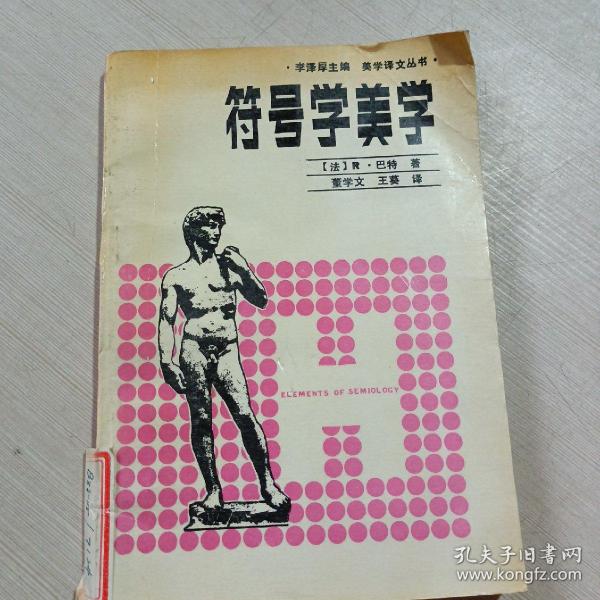 ·李泽厚主编 美学译文丛书·
符号学美学
【法】R·巴特 著
董学文 王葵 译
ELEMENTS OF SEMIOLOGY
孔夫子旧书网
www.kongfz.com